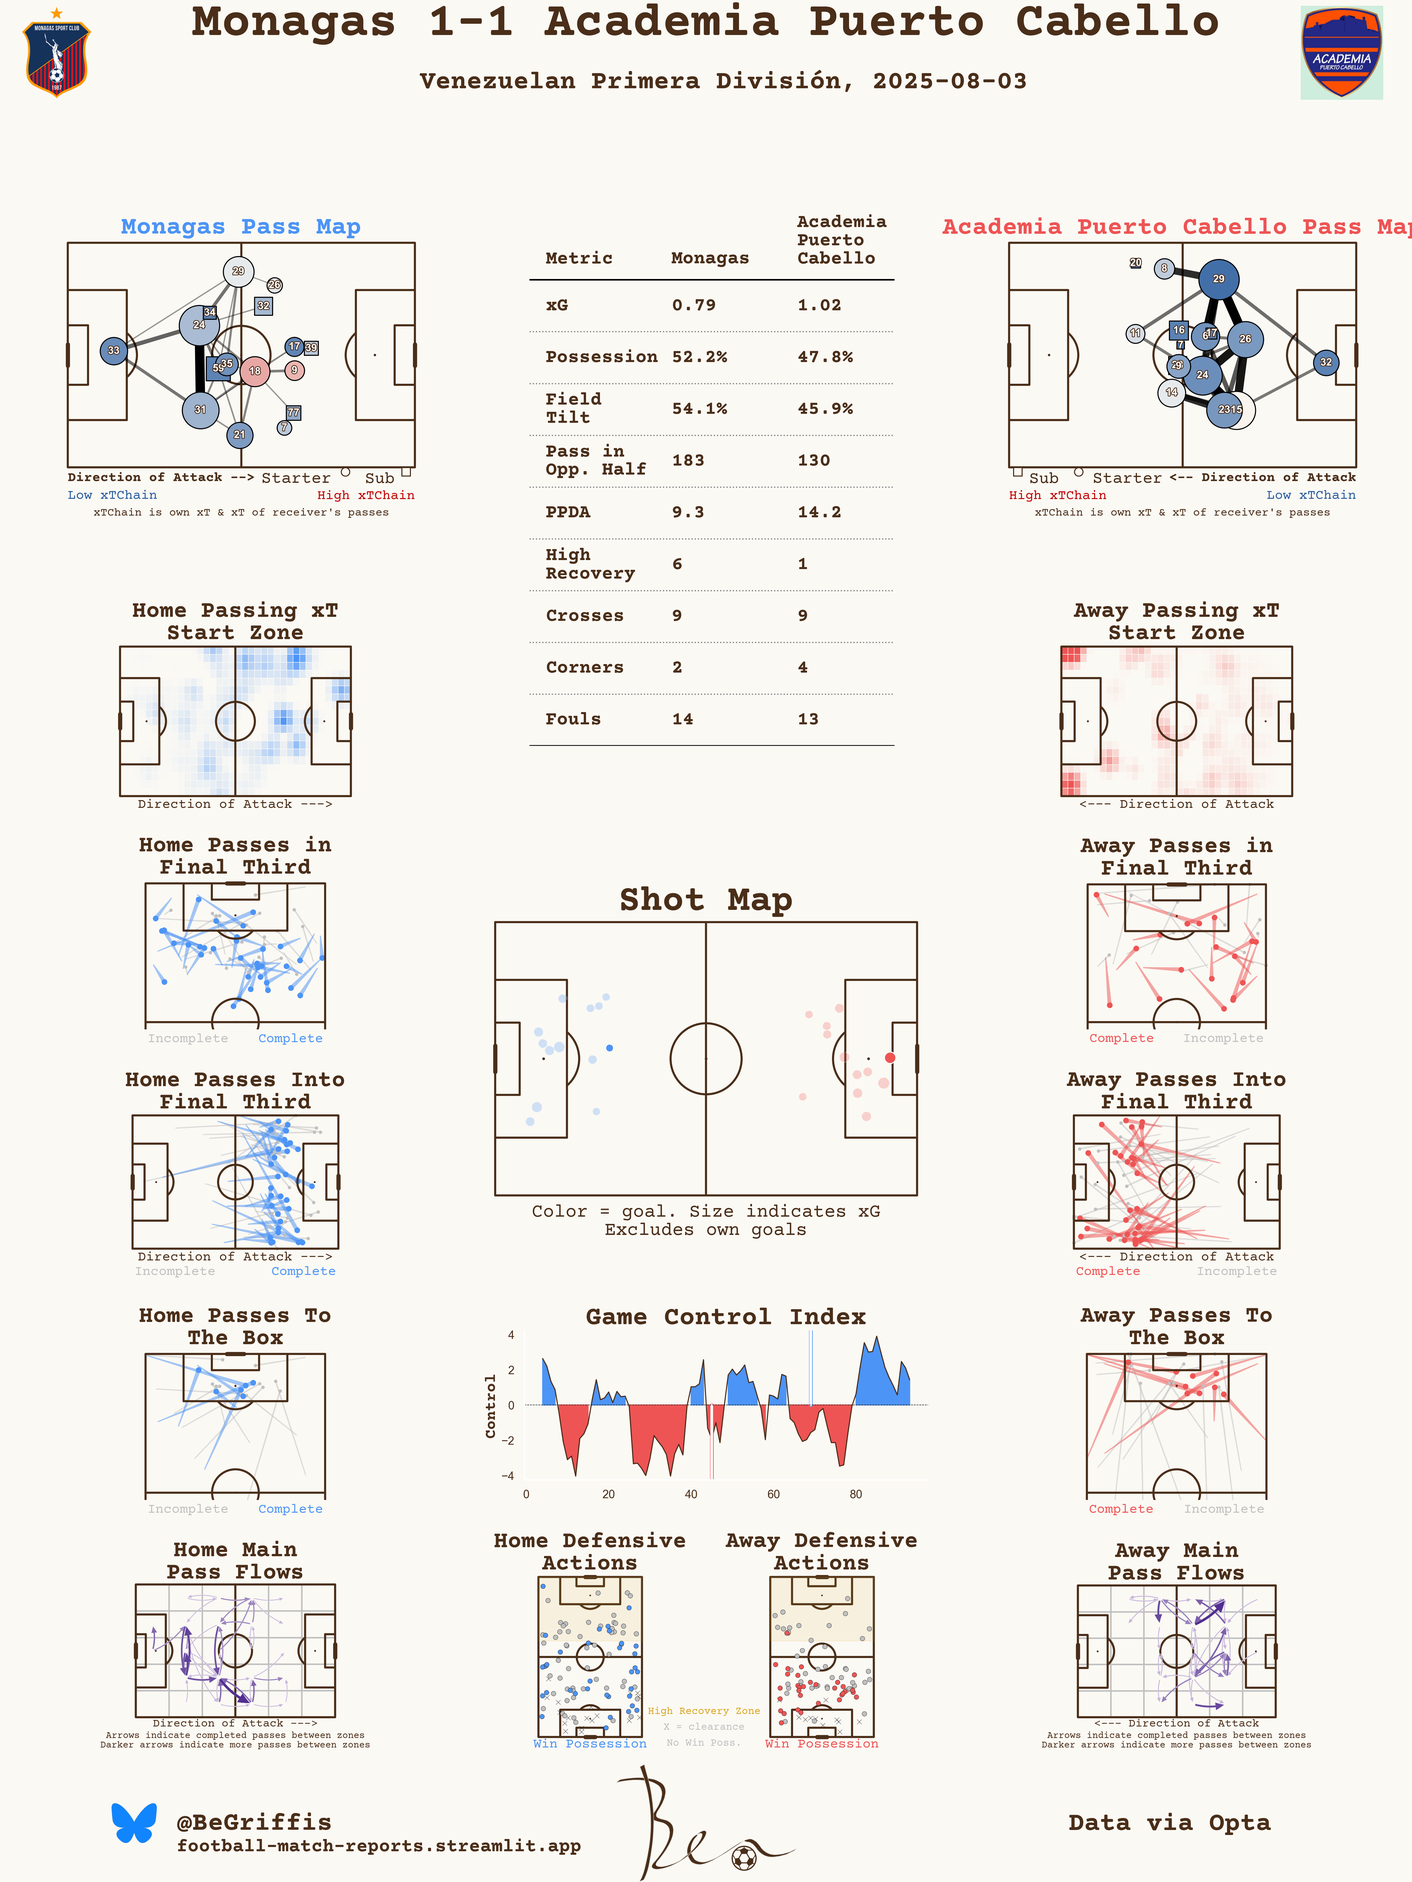 Monagas 1-1 Academia Puerto Cabello
Venezuelan Primera División, 2025-08-03
MONAGAS SPORT CLUB
1987
ACADEMIA
PUERTO CABELLO
Monagas Pass Map
29
26
32
34
24
33
17
39
35
59
18
9
31
77
7
21
Direction of Attack --> Starter Sub
Low xTChain High xTChain
xTChain is own xT & xT of receiver's passes
Metric Monagas Academia Puerto Cabello
xG 0.79 1.02
Possession 52.2% 47.8%
Field Tilt 54.1% 45.9%
Pass in Opp. Half 183 130
PPDA 9.3 14.2
High Recovery 6 1
Crosses 9 9
Corners 2 4
Fouls 14 13
Academia Puerto Cabello Pass Map
20
8
29
11
16
6
17
7
26
32
24
14
23
15
Sub Starter <-- Direction of Attack
High xTChain Low xTChain
xTChain is own xT & xT of receiver's passes
Home Passing xT
Start Zone
Direction of Attack --->
Away Passing xT
Start Zone
<--- Direction of Attack
Home Passes in
Final Third
Incomplete Complete
Away Passes in
Final Third
Complete Incomplete
Shot Map
Color = goal. Size indicates xG
Excludes own goals
Home Passes Into
Final Third
Direction of Attack --->
Incomplete Complete
Away Passes Into
Final Third
<--- Direction of Attack
Complete Incomplete
Home Passes To
The Box
Incomplete Complete
Game Control Index
Control
4
2
0
−2
−4
0 20 40 60 80
Away Passes To
The Box
Complete Incomplete
Home Main
Pass Flows
Direction of Attack --->
Arrows indicate completed passes between zones
Darker arrows indicate more passes between zones
Home Defensive
Actions
Win Possession
Away Defensive
Actions
Win Possession
High Recovery Zone
X = clearance
No Win Poss.
Away Main
Pass Flows
<--- Direction of Attack
Arrows indicate completed passes between zones
Darker arrows indicate more passes between zones
@BeGriffis
football-match-reports.streamlit.app
Ben
Data via Opta